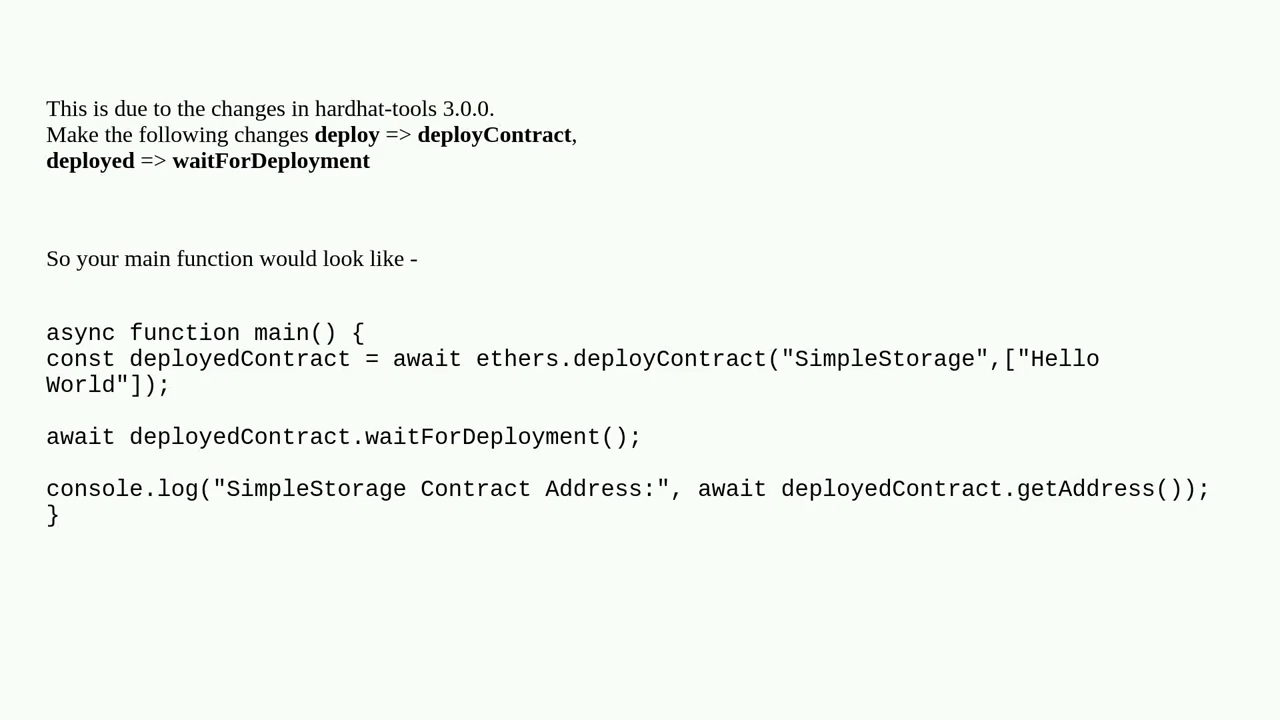 This is due to the changes in hardhat-tools 3.0.0.
Make the following changes deploy => deployContract,
deployed => waitForDeployment
So your main function would look like -
async function main() {
const deployedContract = await ethers.deployContract("SimpleStorage",["Hello
World"]);
await deployedContract.waitForDeployment();
console.log("SimpleStorage Contract Address:", await deployedContract.getAddress());
}